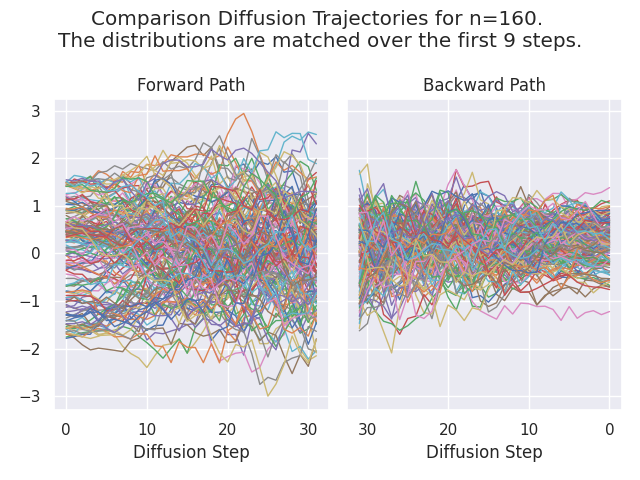 Comparison Diffusion Trajectories for n=160.
The distributions are matched over the first 9 steps.
Forward Path
Backward Path
3
2
1
0
−1
−2
−3
0 10 20 30
30 20 10 0
Diffusion Step
Diffusion Step